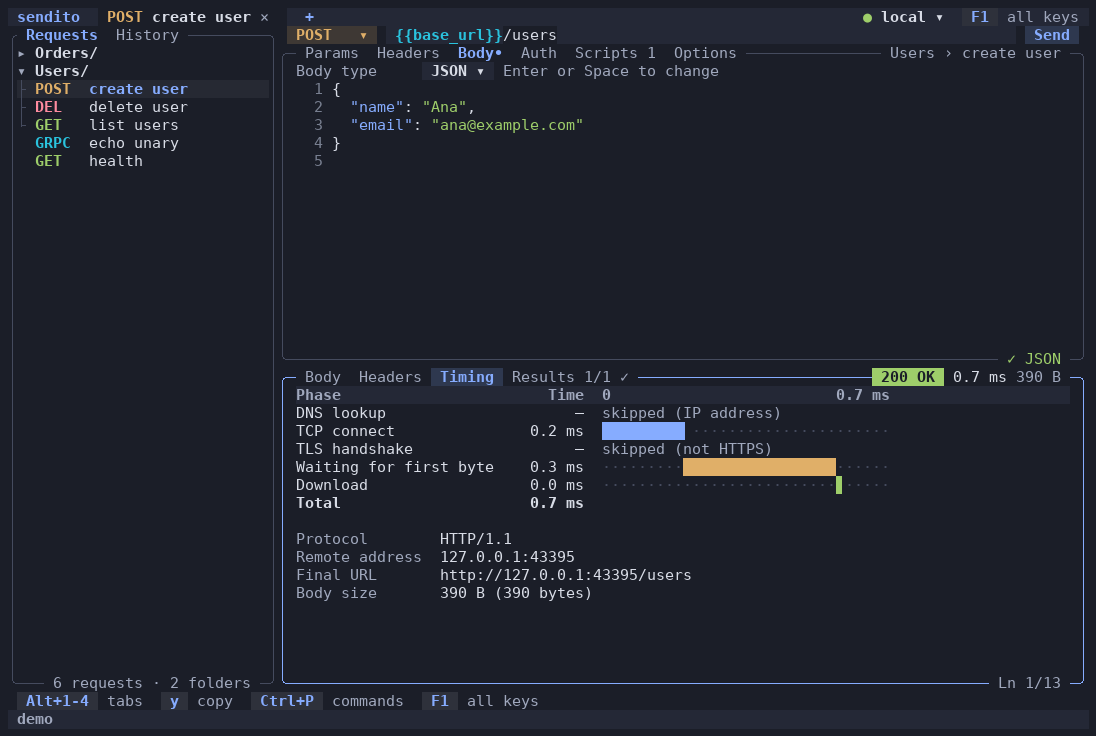 sendito POST create user × + ● local ▾ F1 all keys
Requests History
POST ▾ {{base_url}}/users Send
▸ Orders/
▾ Users/
POST create user
DEL delete user
GET list users
GRPC echo unary
GET health
6 requests · 2 folders
Params Headers Body• Auth Scripts 1 Options Users › create user
Body type JSON ▾ Enter or Space to change
1 {
2 "name": "Ana",
3 "email": "ana@example.com"
4 }
5
✓ JSON
Body Headers Timing Results 1/1 ✓ 200 OK 0.7 ms 390 B
Phase Time 0 0.7 ms
DNS lookup — skipped (IP address)
TCP connect 0.2 ms
TLS handshake — skipped (not HTTPS)
Waiting for first byte 0.3 ms
Download 0.0 ms
Total 0.7 ms
Protocol HTTP/1.1
Remote address 127.0.0.1:43395
Final URL http://127.0.0.1:43395/users
Body size 390 B (390 bytes)
Ln 1/13
Alt+1-4 tabs y copy Ctrl+P commands F1 all keys
demo